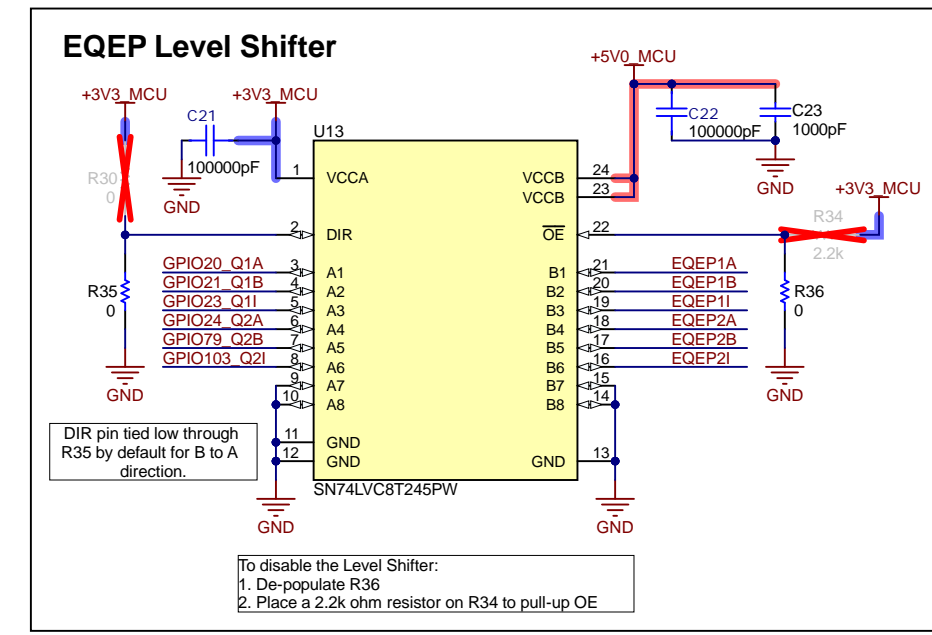 EQEP Level Shifter
+5V0_MCU
+3V3_MCU
+3V3_MCU
C21
100000pF
GND
C22
100000pF
C23
1000pF
GND
+3V3_MCU
R30
0
R34
2.2k
U13
1 VCCA
VCCB 24
VCCB 23
2 DIR
OE 22
GPIO20_Q1A 3 A1
B1 21 EQEP1A
GPIO21_Q1B 4 A2
B2 20 EQEP1B
GPIO23_Q1I 5 A3
B3 19 EQEP1I
GPIO24_Q2A 6 A4
B4 18 EQEP2A
GPIO79_Q2B 7 A5
B5 17 EQEP2B
GPIO103_Q2I 8 A6
B6 16 EQEP2I
9 A7
B7 15
10 A8
B8 14
11 GND
12 GND
GND 13
SN74LVC8T245PW
R35
0
GND
R36
0
GND
GND
GND
DIR pin tied low through
R35 by default for B to A
direction.
To disable the Level Shifter:
1. De-populate R36
2. Place a 2.2k ohm resistor on R34 to pull-up OE